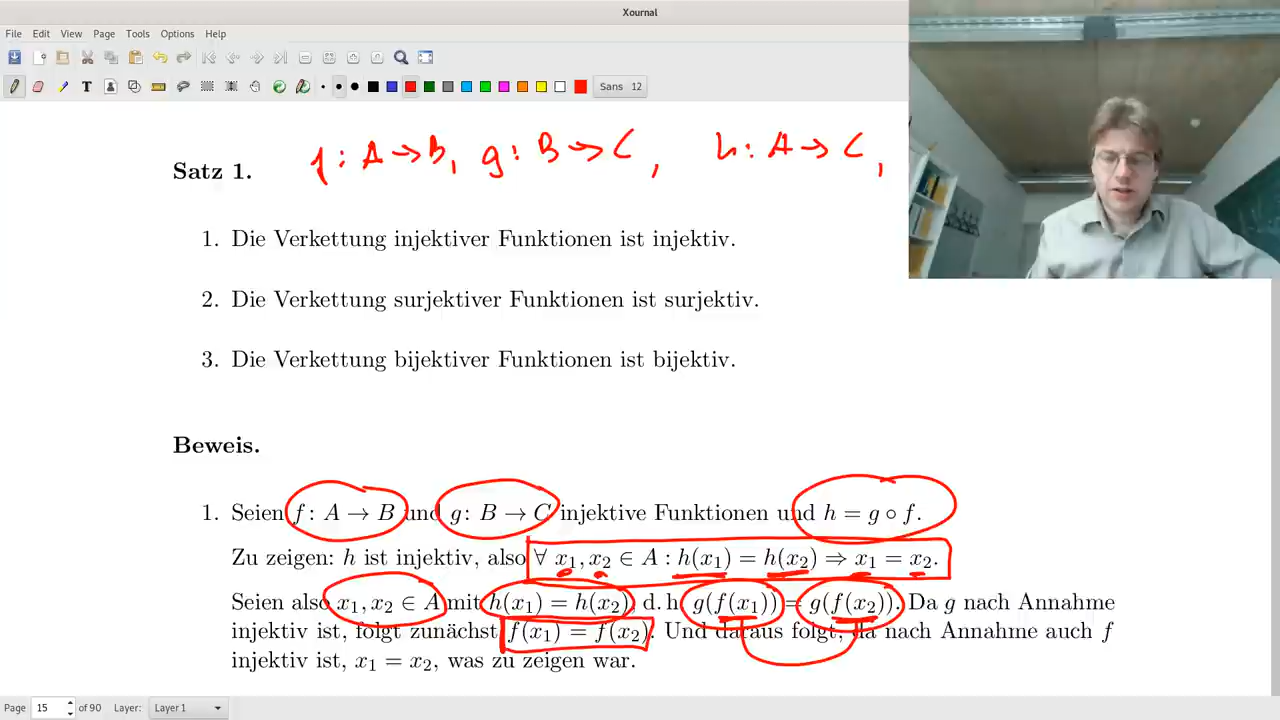 Xournal
File Edit View Page Tools Options Help
Sans 12
f : A → B, g : B → C, h : A → C,
Satz 1.
1. Die Verkettung injektiver Funktionen ist injektiv.
2. Die Verkettung surjektiver Funktionen ist surjektiv.
3. Die Verkettung bijektiver Funktionen ist bijektiv.
Beweis.
1. Seien f : A → B und g : B → C injektive Funktionen und h = g ∘ f.
Zu zeigen: h ist injektiv, also ∀ x₁, x₂ ∈ A : h(x₁) = h(x₂) ⇒ x₁ = x₂.
Seien also x₁, x₂ ∈ A mit h(x₁) = h(x₂), d. h. g(f(x₁)) = g(f(x₂)). Da g nach Annahme
injektiv ist, folgt zunächst f(x₁) = f(x₂). Und daraus folgt, da nach Annahme auch f
injektiv ist, x₁ = x₂, was zu zeigen war.
Page 15 of 90 Layer: Layer 1